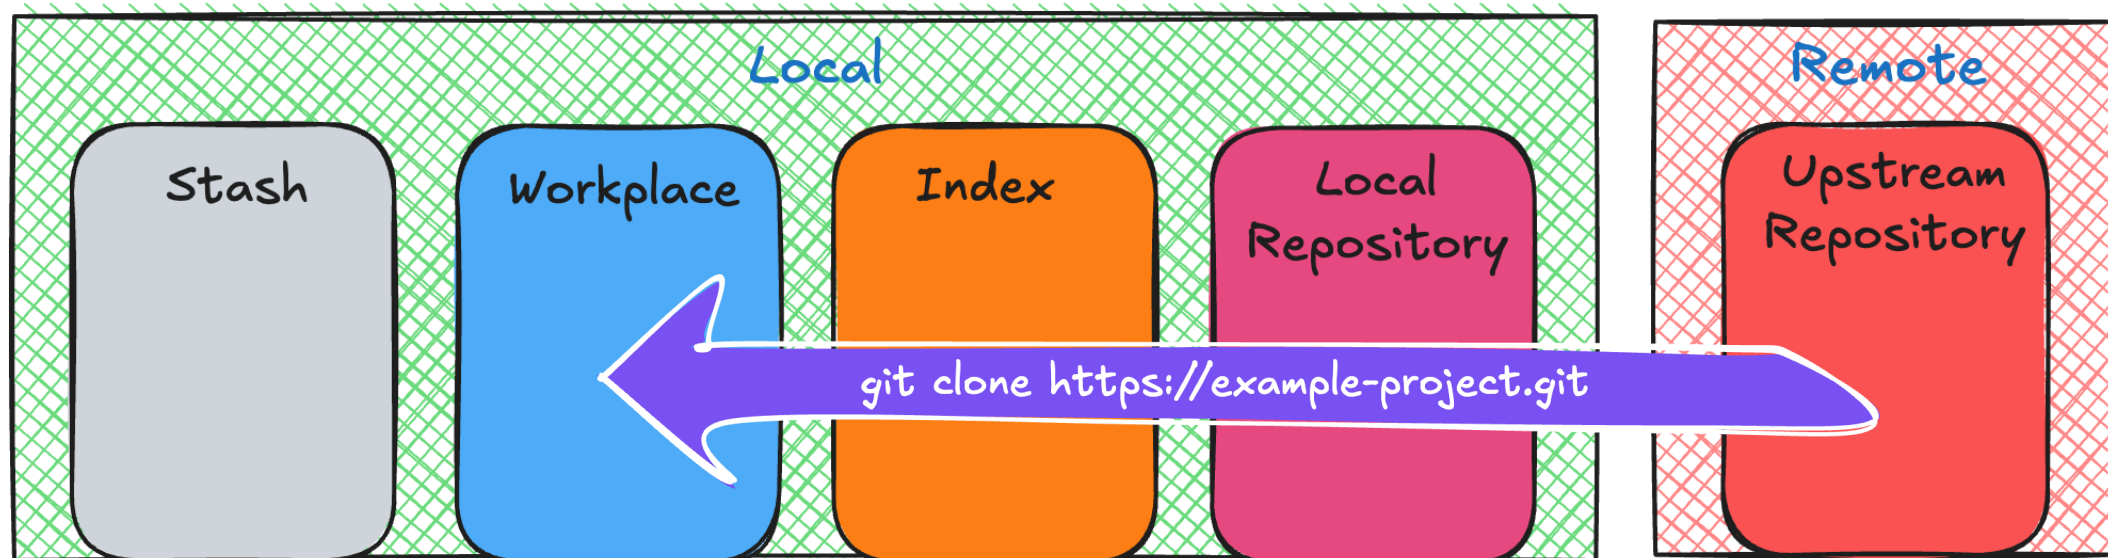 Local
Remote
Stash
Workplace
Index
Local
Repository
Upstream
Repository
git clone https://example-project.git